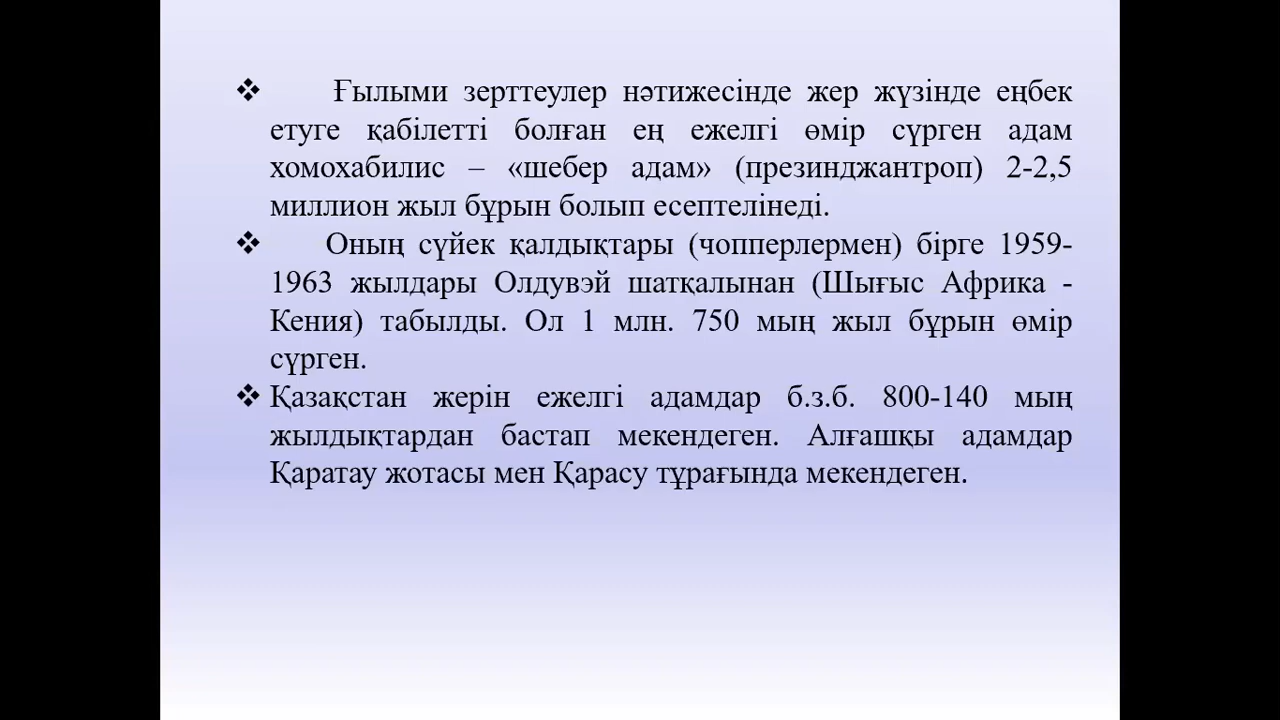 ❖ Ғылыми зерттеулер нәтижесінде жер жүзінде еңбек
етуге қабілетті болған ең ежелгі өмір сүрген адам
хомохабилис – «шебер адам» (презинджантроп) 2-2,5
миллион жыл бұрын болып есептелінеді.
❖ Оның сүйек қалдықтары (чопперлермен) бірге 1959-
1963 жылдары Олдувэй шатқалынан (Шығыс Африка -
Кения) табылды. Ол 1 млн. 750 мың жыл бұрын өмір
сүрген.
❖ Қазақстан жерін ежелгі адамдар б.з.б. 800-140 мың
жылдықтардан бастап мекендеген. Алғашқы адамдар
Қаратау жотасы мен Қарасу тұрағында мекендеген.